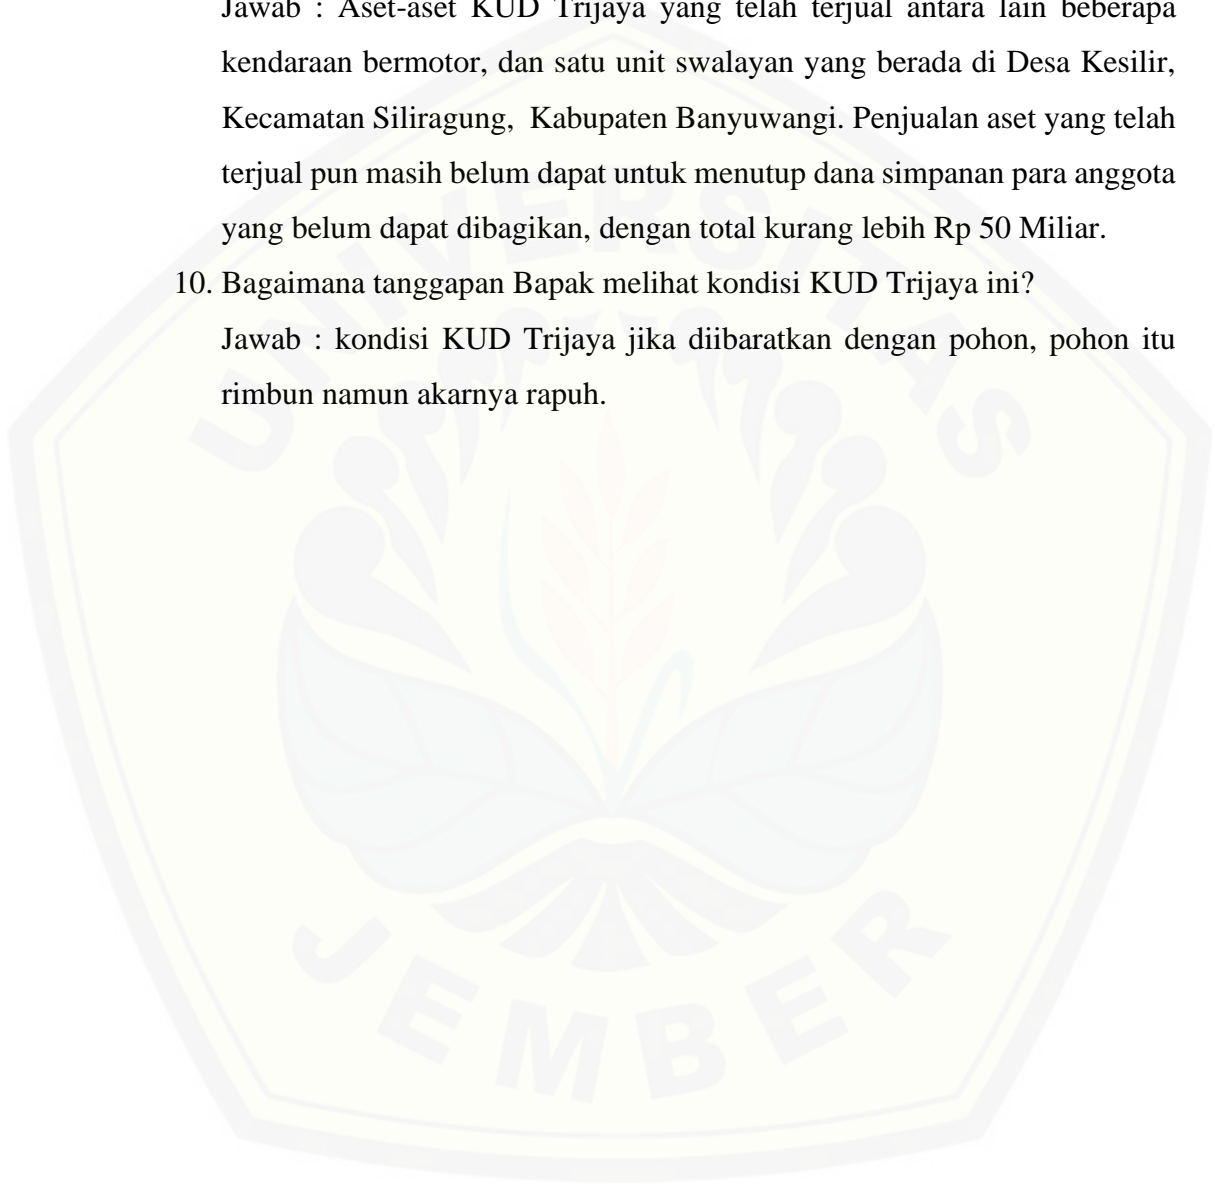 Jawab : Aset-aset KUD Trijaya yang telah terjual antara lain beberapa
kendaraan bermotor, dan satu unit swalayan yang berada di Desa Kesilir,
Kecamatan Siliragung, Kabupaten Banyuwangi. Penjualan aset yang telah
terjual pun masih belum dapat untuk menutup dana simpanan para anggota
yang belum dapat dibagikan, dengan total kurang lebih Rp 50 Miliar.
10. Bagaimana tanggapan Bapak melihat kondisi KUD Trijaya ini?
Jawab : kondisi KUD Trijaya jika diibaratkan dengan pohon, pohon itu
rimbun namun akarnya rapuh.
UNIVERSITAS
JEMBER